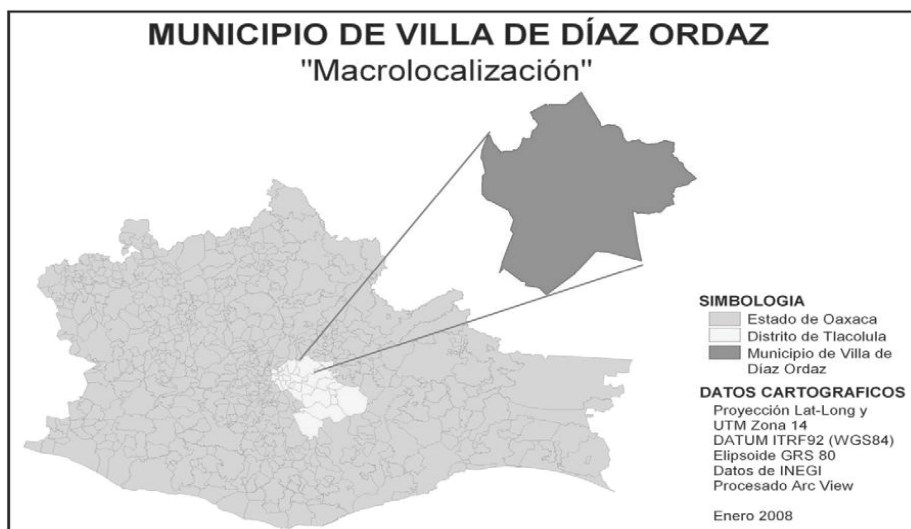 MUNICIPIO DE VILLA DE DÍAZ ORDAZ
"Macrolocalización"
SIMBOLOGIA
Estado de Oaxaca
Distrito de Tlacolula
Municipio de Villa de
Díaz Ordaz
DATOS CARTOGRAFICOS
Proyección Lat-Long y
UTM Zona 14
DATUM ITRF92 (WGS84)
Elipsoide GRS 80
Datos de INEGI
Procesado Arc View
Enero 2008